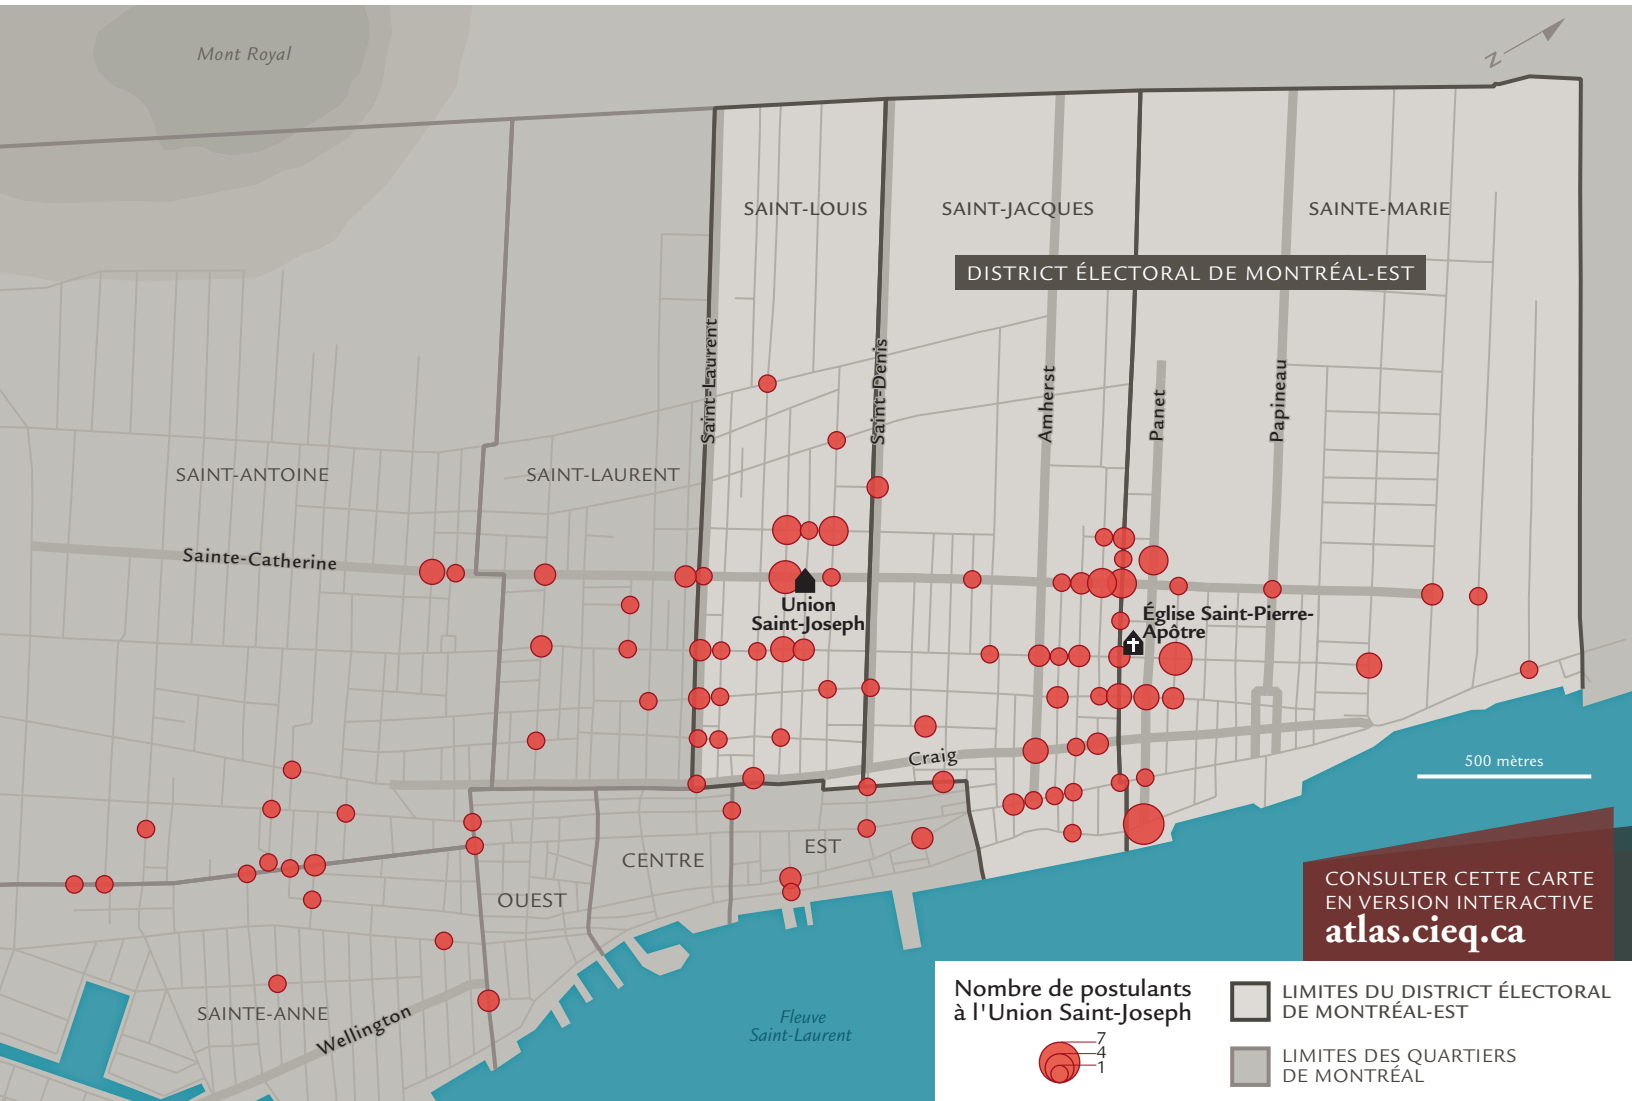 Mont Royal
N
SAINT-LOUIS
SAINT-JACQUES
SAINTE-MARIE
DISTRICT ÉLECTORAL DE MONTRÉAL-EST
Saint-Laurent
Saint-Denis
Amherst
Panet
Papineau
SAINT-ANTOINE
SAINT-LAURENT
Sainte-Catherine
Union
Saint-Joseph
Église Saint-Pierre-
Apôtre
Craig
500 mètres
EST
CENTRE
OUEST
SAINTE-ANNE
Wellington
Fleuve
Saint-Laurent
CONSULTER CETTE CARTE
EN VERSION INTERACTIVE
atlas.cieq.ca
Nombre de postulants
à l'Union Saint-Joseph
7
4
1
LIMITES DU DISTRICT ÉLECTORAL
DE MONTRÉAL-EST
LIMITES DES QUARTIERS
DE MONTRÉAL